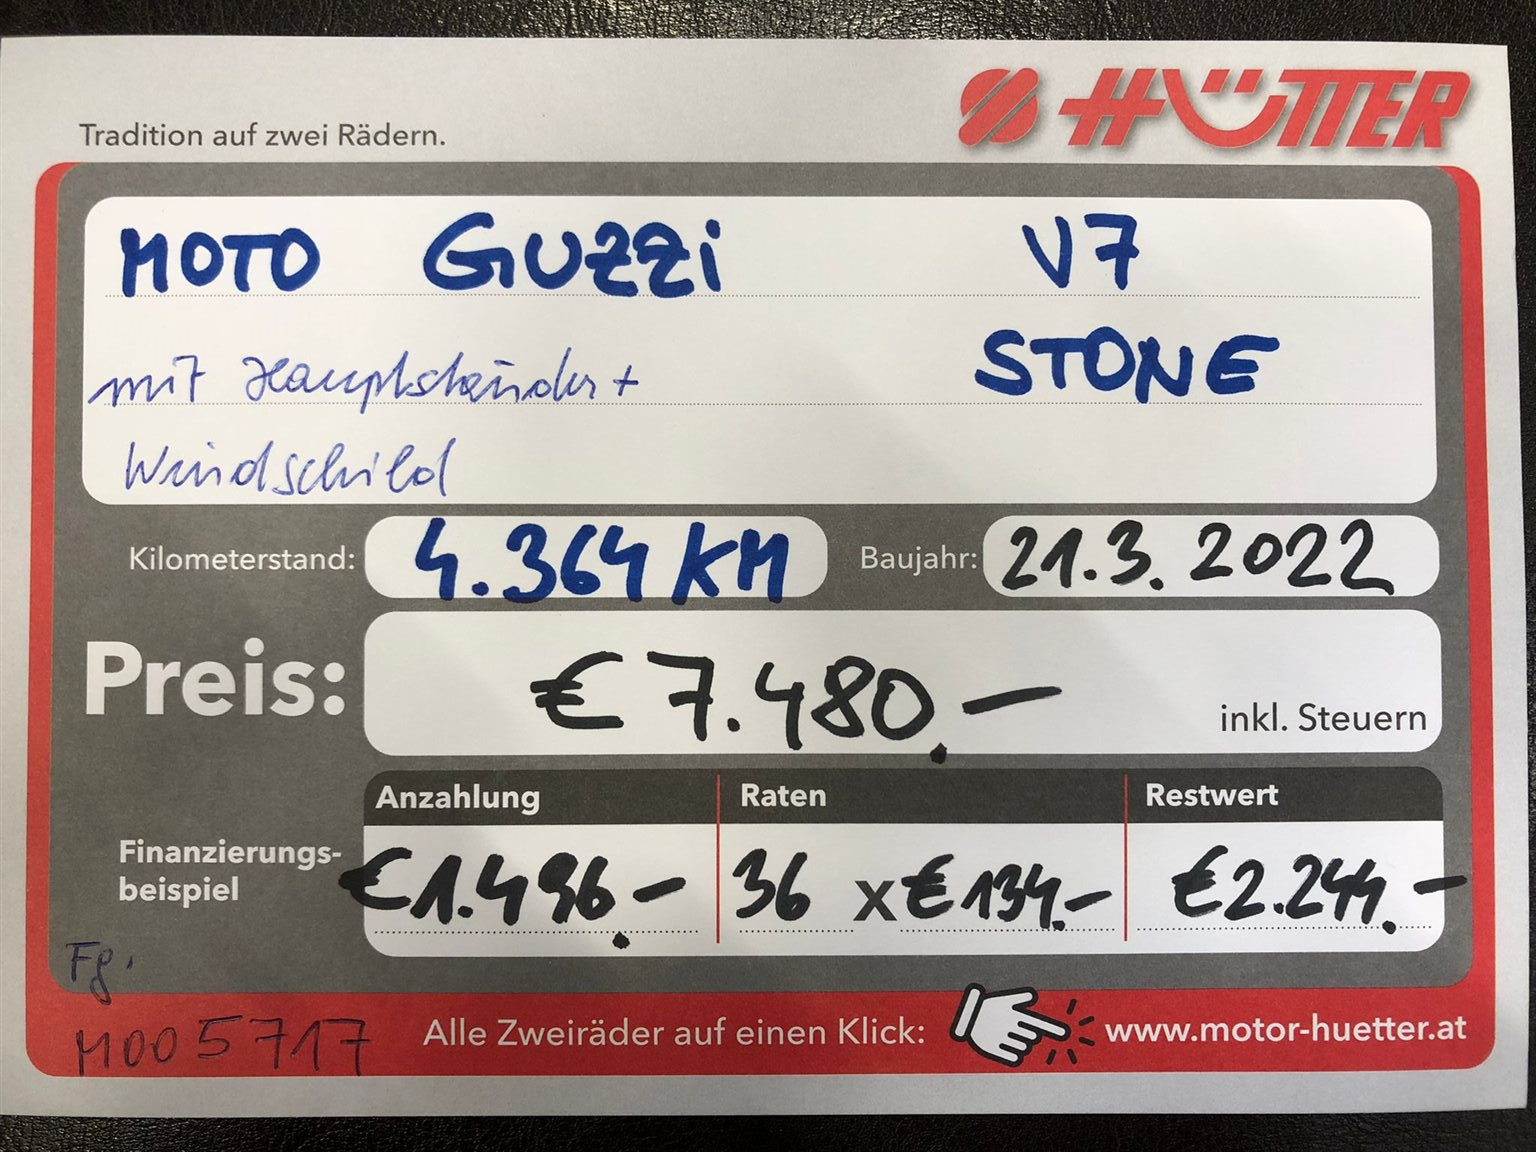 HÜTTER
Tradition auf zwei Rädern.
MOTO GUZZI V7
mit Hauptständer + STONE
Windschild
Kilometerstand: 4.364 KM Baujahr: 21.3.2022
Preis: € 7.480,- inkl. Steuern
Anzahlung Raten Restwert
Finanzierungs-
beispiel € 1.496,- 36 x € 134,- € 2.244,-
Fg.
M005717 Alle Zweiräder auf einen Klick: www.motor-huetter.at